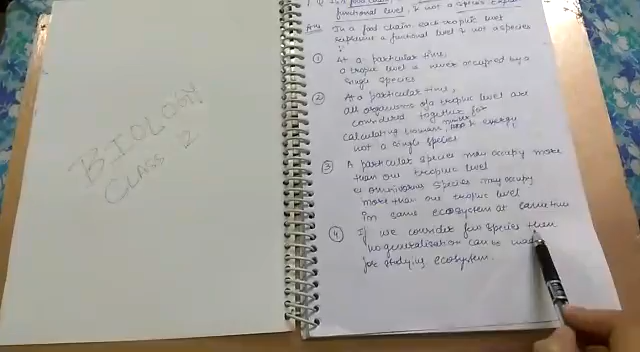 BIOLOGY
CLASS 2
functional level, & not a species
Ans In a food chain each trophic level
represent a functional level & not a species
∵
① At a particular time,
a tropic level is never occupied by a
single species
② At a particular time,
all organisms of a tropic level are
considered together for
calculating biomass, number & energy,
not a single species
③ A particular species may occupy more
than one trophic level
omnivorous species may occupy
more than one trophic level
in same ecosystem at same time
④ If we consider few species then
no generalisation can be made
for studying ecosystem.